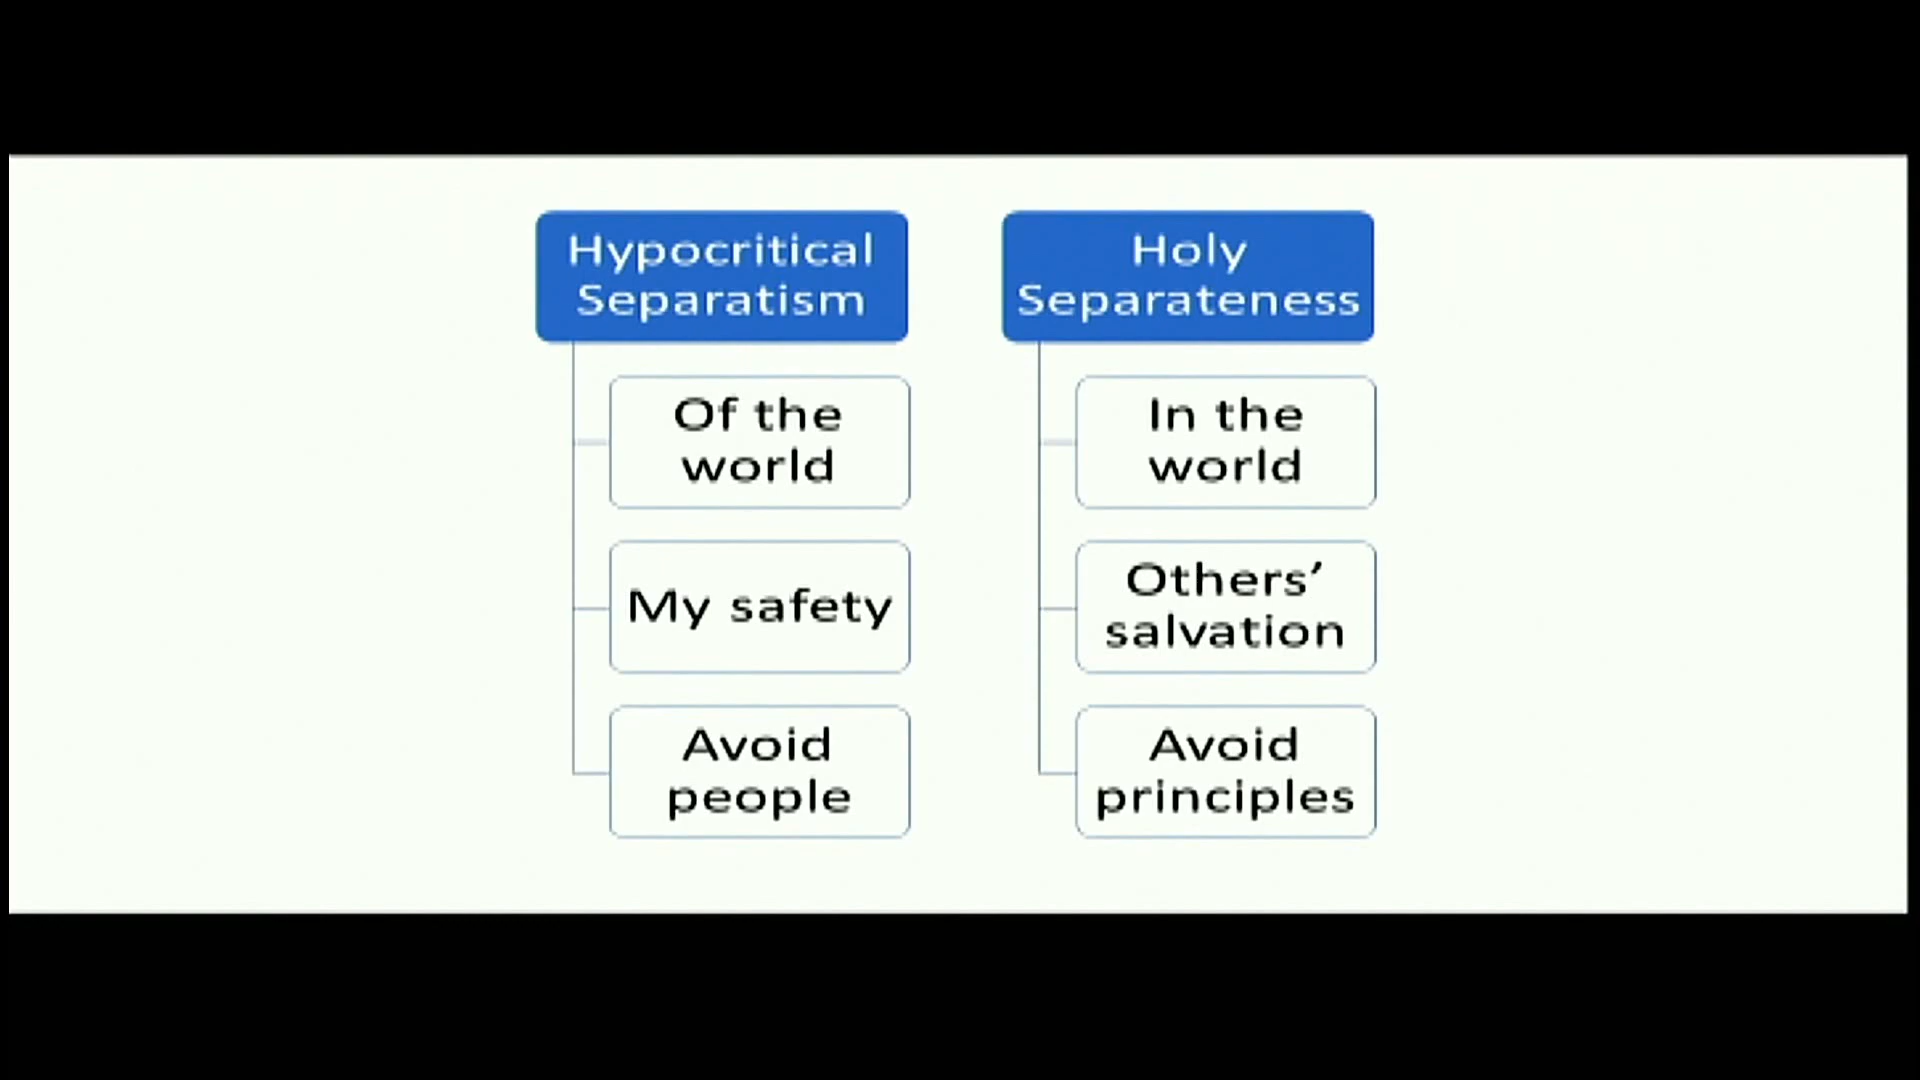 Hypocritical
Separatism
Of the
world
My safety
Avoid
people
Holy
Separateness
In the
world
Others’
salvation
Avoid
principles